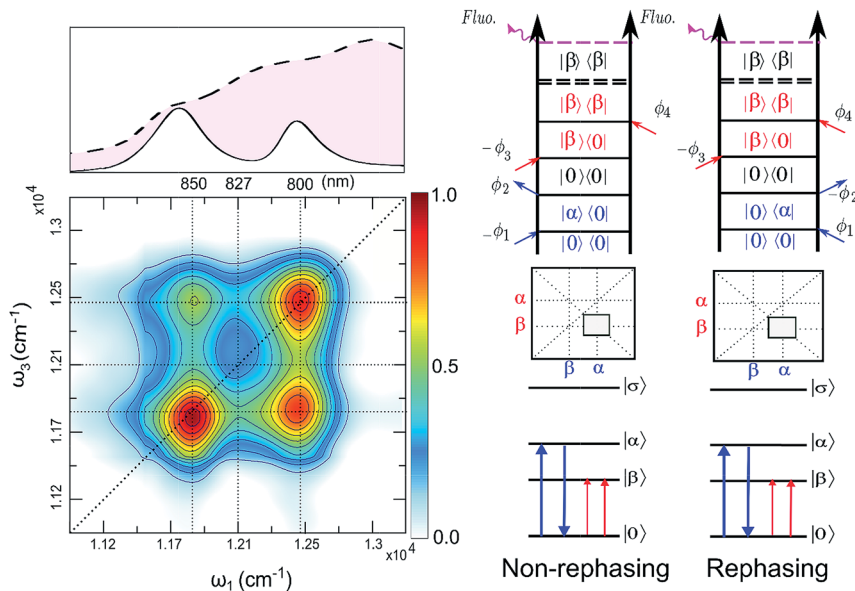 850 827 800 (nm)
×10⁴
1.3
1.25
1.21
1.17
1.12
ω₃ (cm⁻¹)
1.12 1.17 1.21 1.25 1.3
×10⁴
ω₁ (cm⁻¹)
1.0
0.5
0.0
Fluo.
|β⟩ ⟨β|
|β⟩ ⟨β|
ϕ₄
|β⟩⟨0|
−ϕ₃
|0⟩⟨0|
ϕ₂
|α⟩ ⟨0|
−ϕ₁
|0⟩ ⟨0|
α
β
β α
|σ⟩
|α⟩
|β⟩
|0⟩
Non-rephasing
Fluo.
|β⟩ ⟨β|
|β⟩ ⟨β|
ϕ₄
|β⟩⟨0|
−ϕ₃
|0⟩⟨0|
−ϕ₂
|0⟩ ⟨α|
ϕ₁
|0⟩ ⟨0|
α
β
β α
|σ⟩
|α⟩
|β⟩
|0⟩
Rephasing